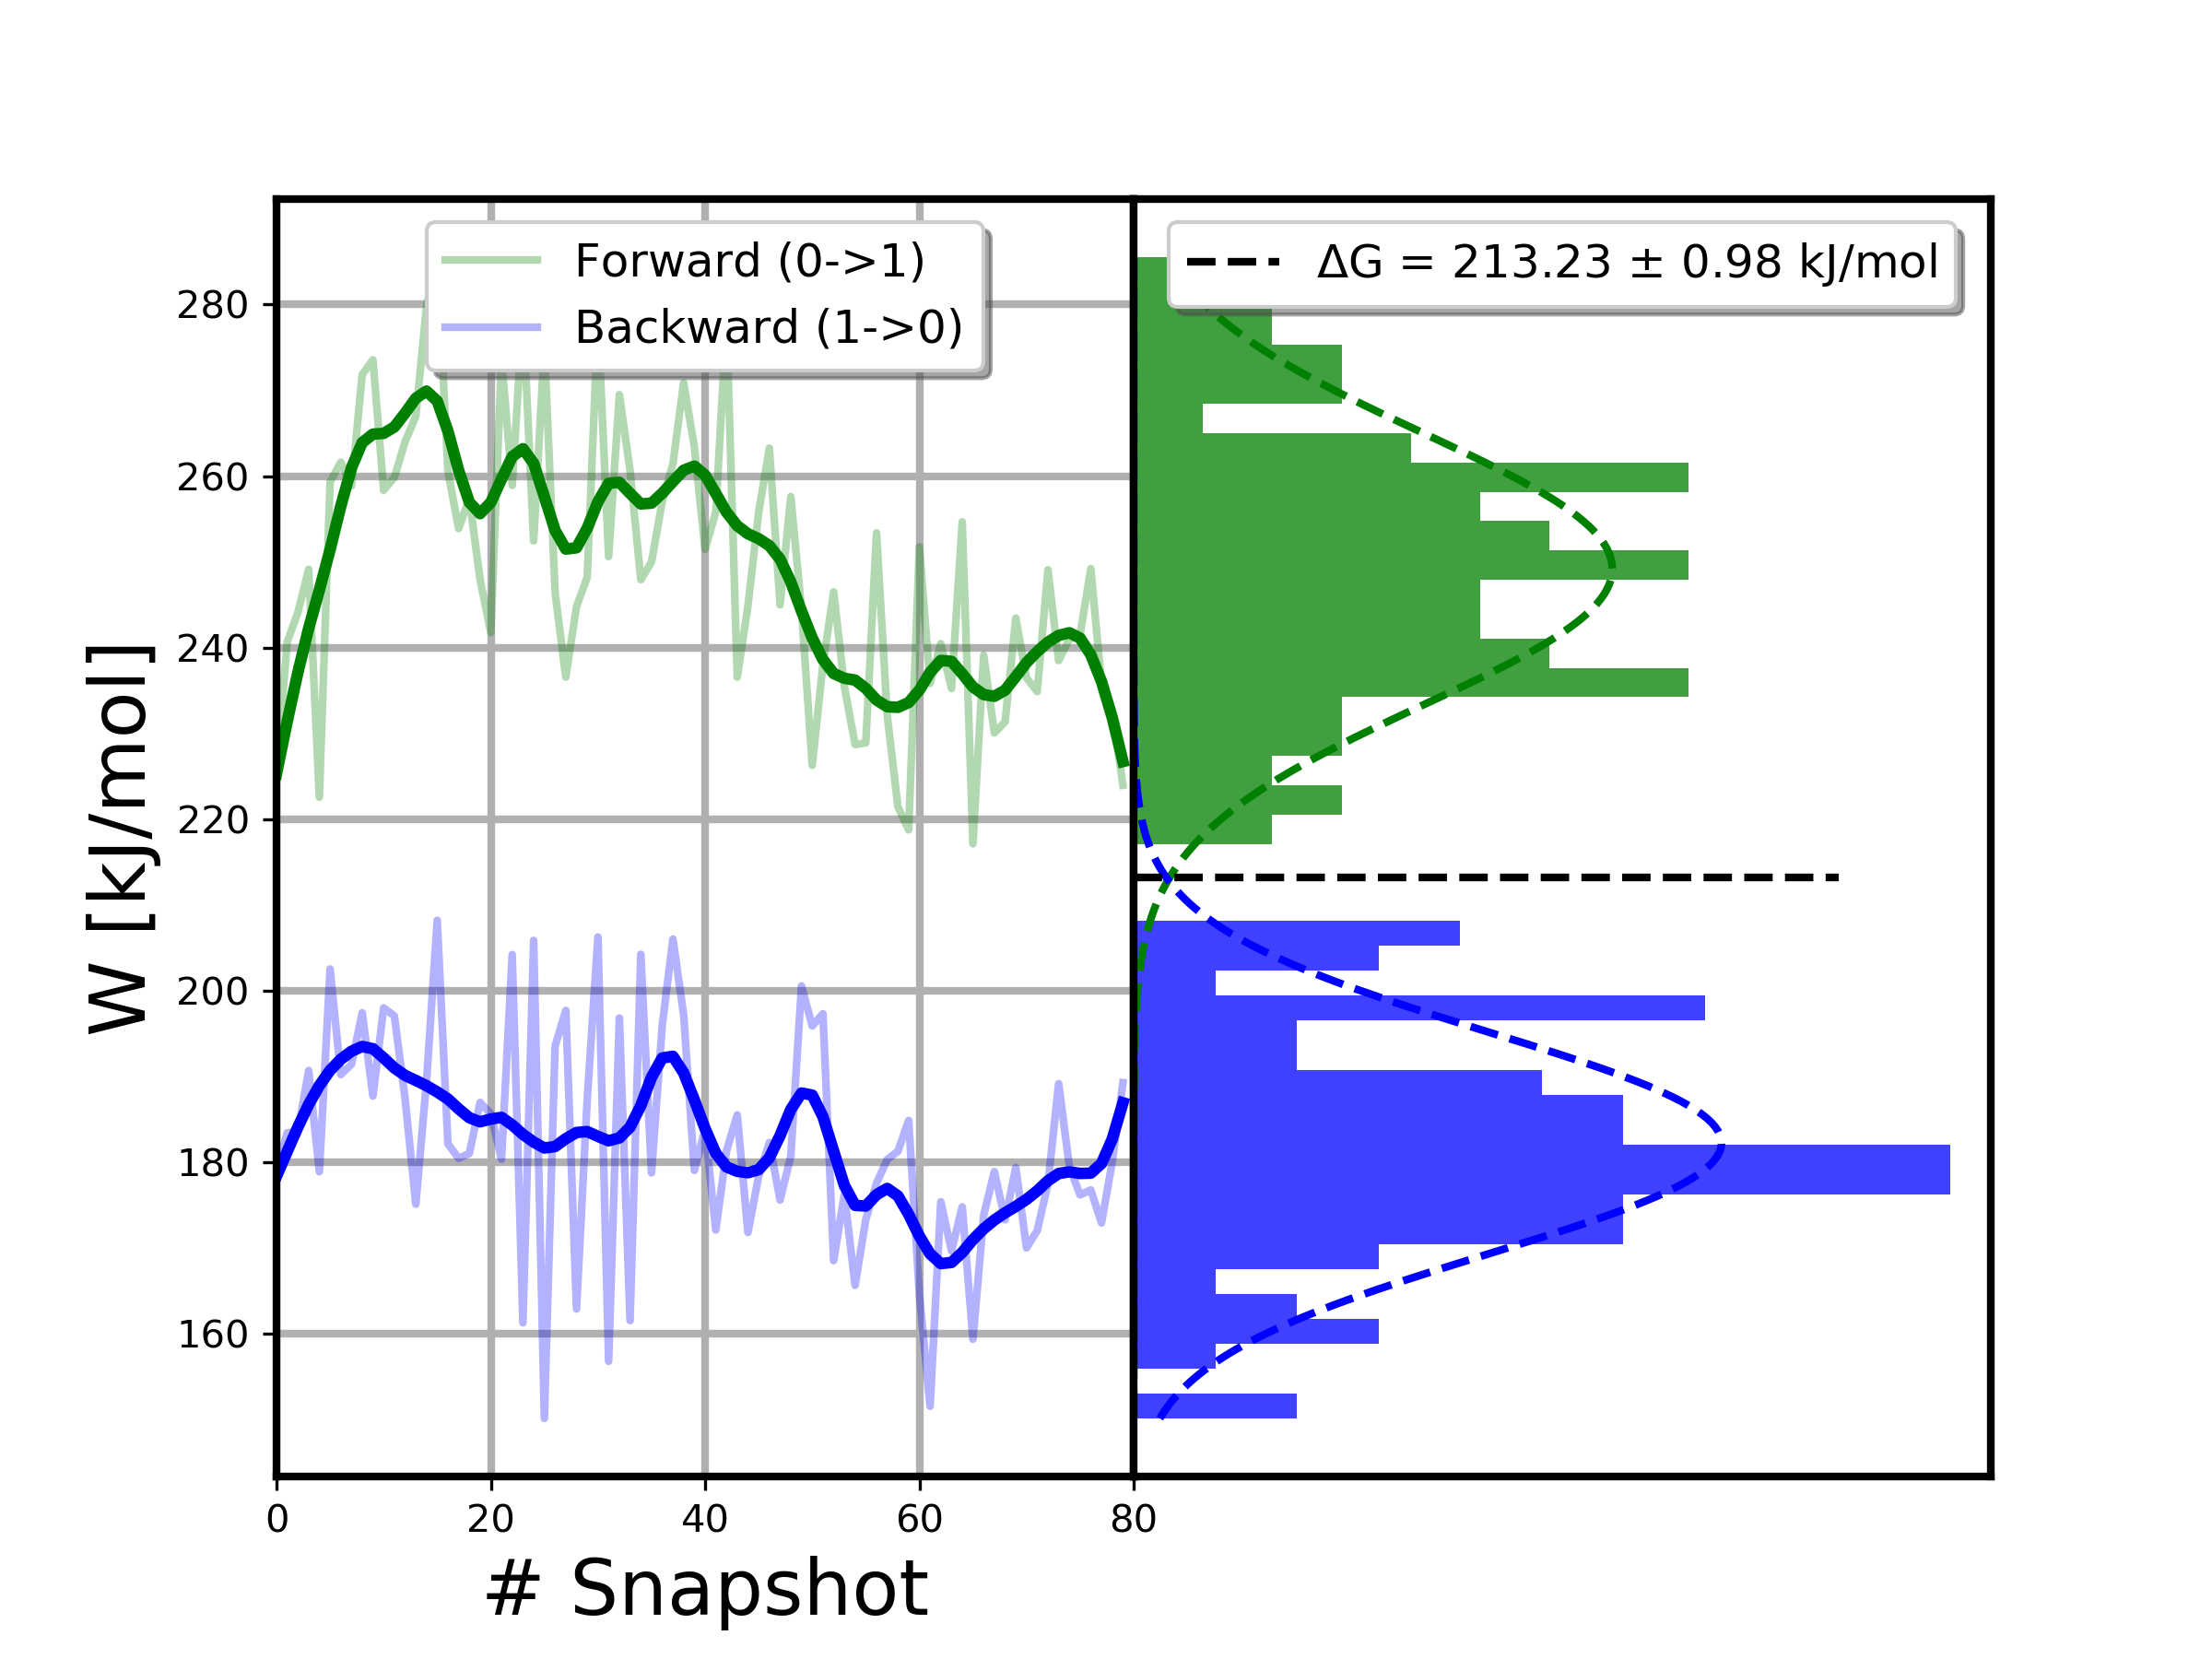 Forward (0->1)
Backward (1->0)
ΔG = 213.23 ± 0.98 kJ/mol
W [kJ/mol]
280
260
240
220
200
180
160
0 20 40 60 80
# Snapshot